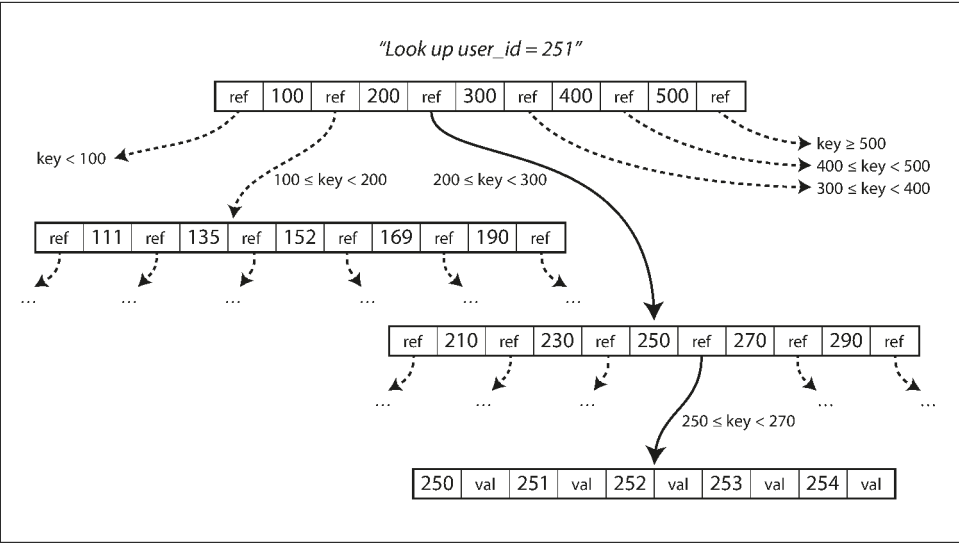 “Look up user_id = 251”
ref 100 ref 200 ref 300 ref 400 ref 500 ref
key < 100
key ≥ 500
400 ≤ key < 500
300 ≤ key < 400
100 ≤ key < 200
200 ≤ key < 300
ref 111 ref 135 ref 152 ref 169 ref 190 ref
... ... ... ... ... ...
ref 210 ref 230 ref 250 ref 270 ref 290 ref
... ... ... ... ...
250 ≤ key < 270
250 val 251 val 252 val 253 val 254 val